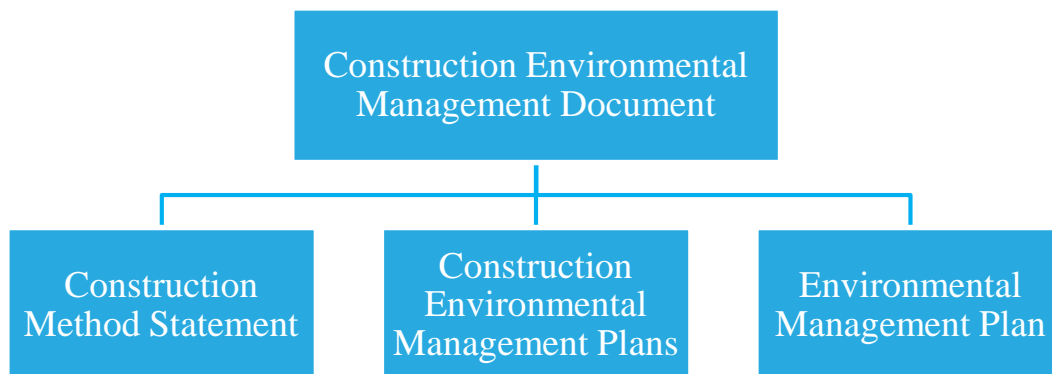 Construction Environmental
Management Document
Construction
Method Statement
Construction
Environmental
Management Plans
Environmental
Management Plan